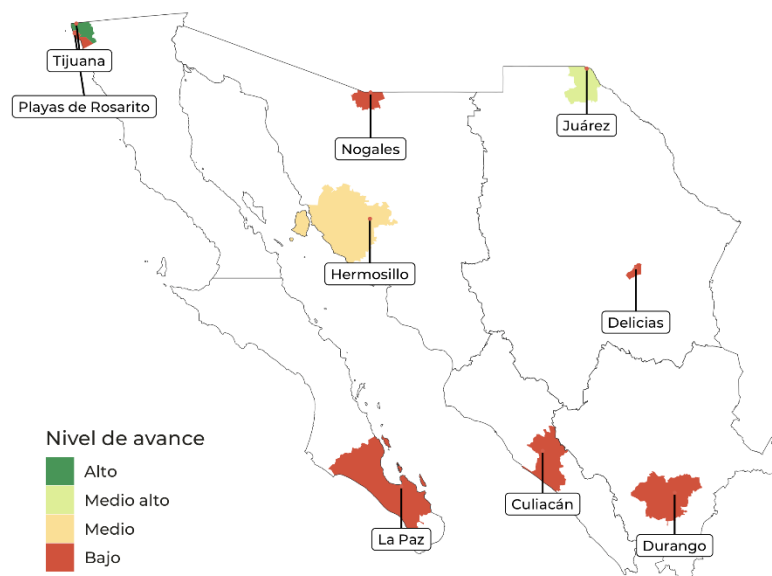 Tijuana
Playas de Rosarito
Nogales
Juárez
Hermosillo
Delicias
Nivel de avance
Alto
Medio alto
Medio
Bajo
La Paz
Culiacán
Durango